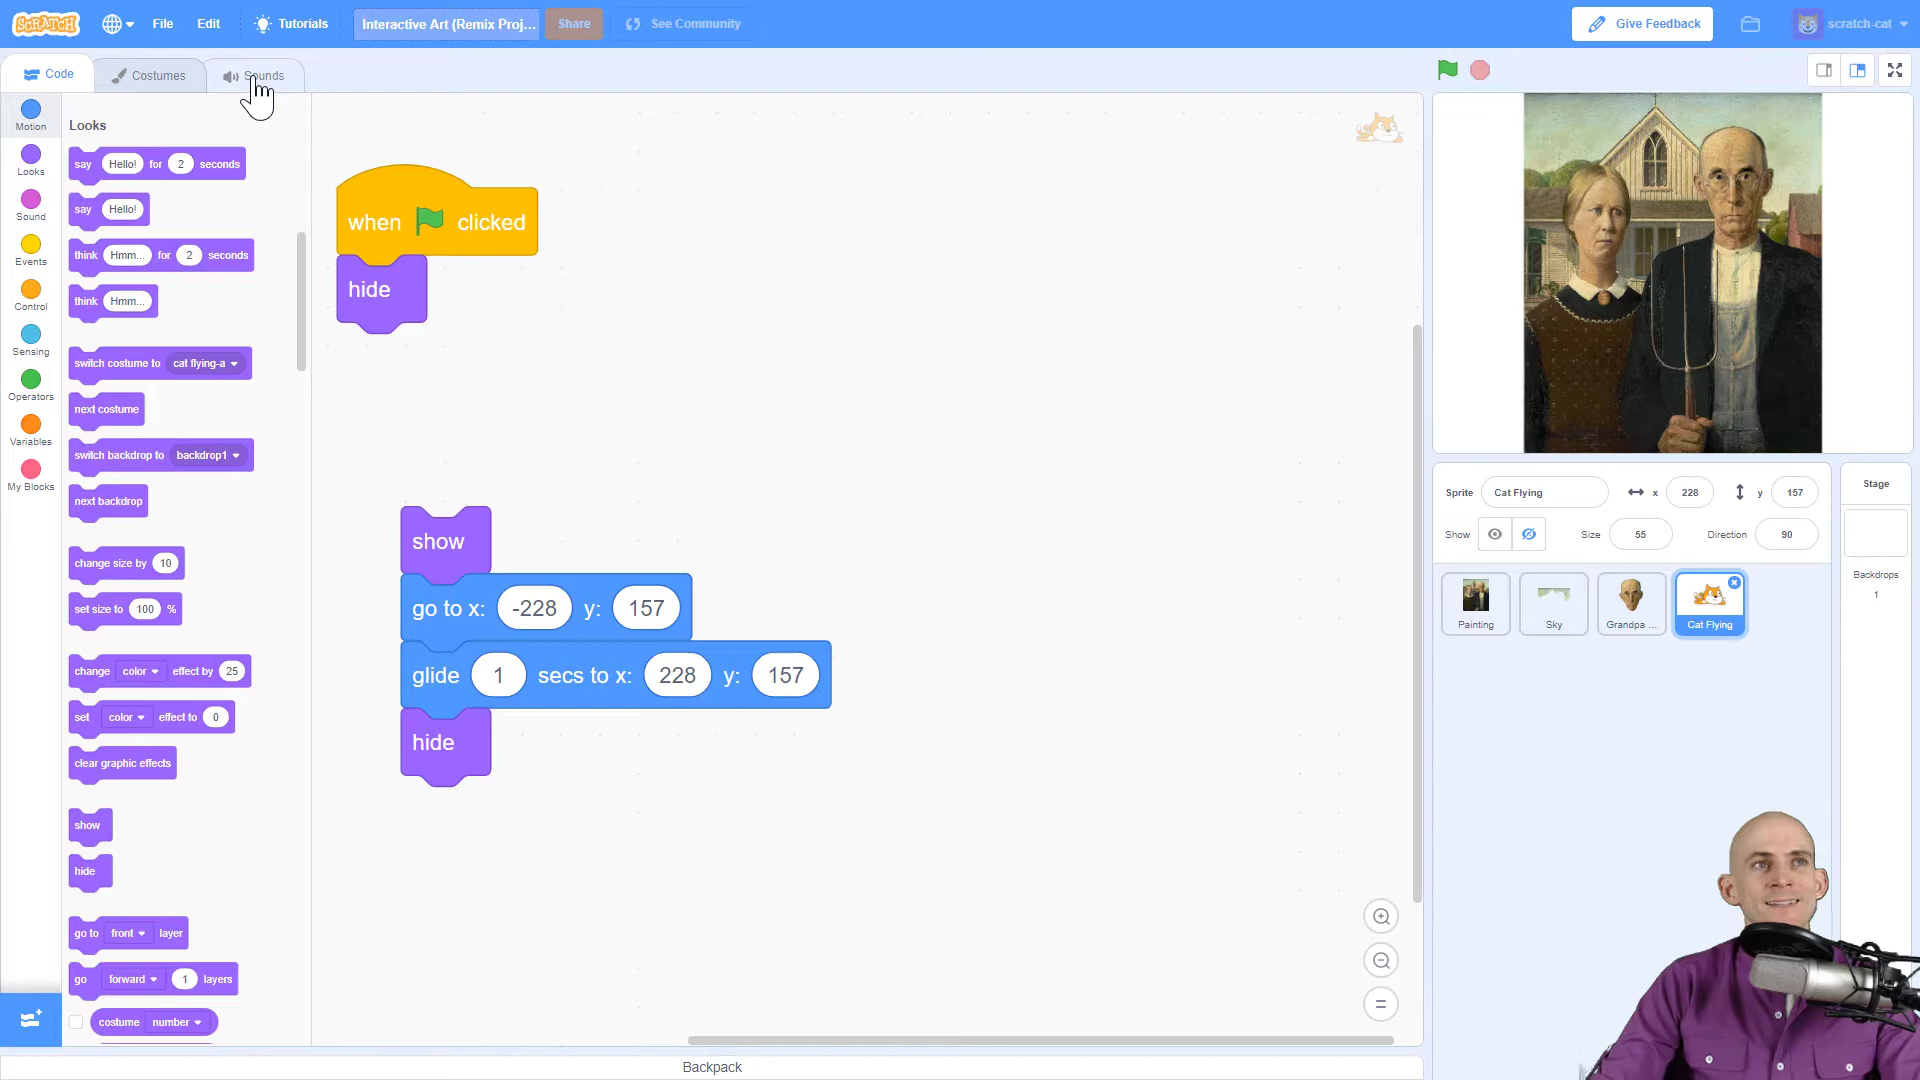 SCRATCH File Edit Tutorials Interactive Art (Remix Proj... Share See Community Give Feedback scratch-cat
Code Costumes Sounds
Motion
Looks
Sound
Events
Control
Sensing
Operators
Variables
My Blocks
Looks
say Hello! for 2 seconds
say Hello!
think Hmm... for 2 seconds
think Hmm...
switch costume to cat flying-a
next costume
switch backdrop to backdrop1
next backdrop
change size by 10
set size to 100 %
change color effect by 25
set color effect to 0
clear graphic effects
show
hide
go to front layer
go forward 1 layers
costume number
when clicked
hide
show
go to x: -228 y: 157
glide 1 secs to x: 228 y: 157
hide
Backpack
Sprite Cat Flying x 228 y 157
Show Size 55 Direction 90
Painting Sky Grandpa ... Cat Flying
Stage
Backdrops
1